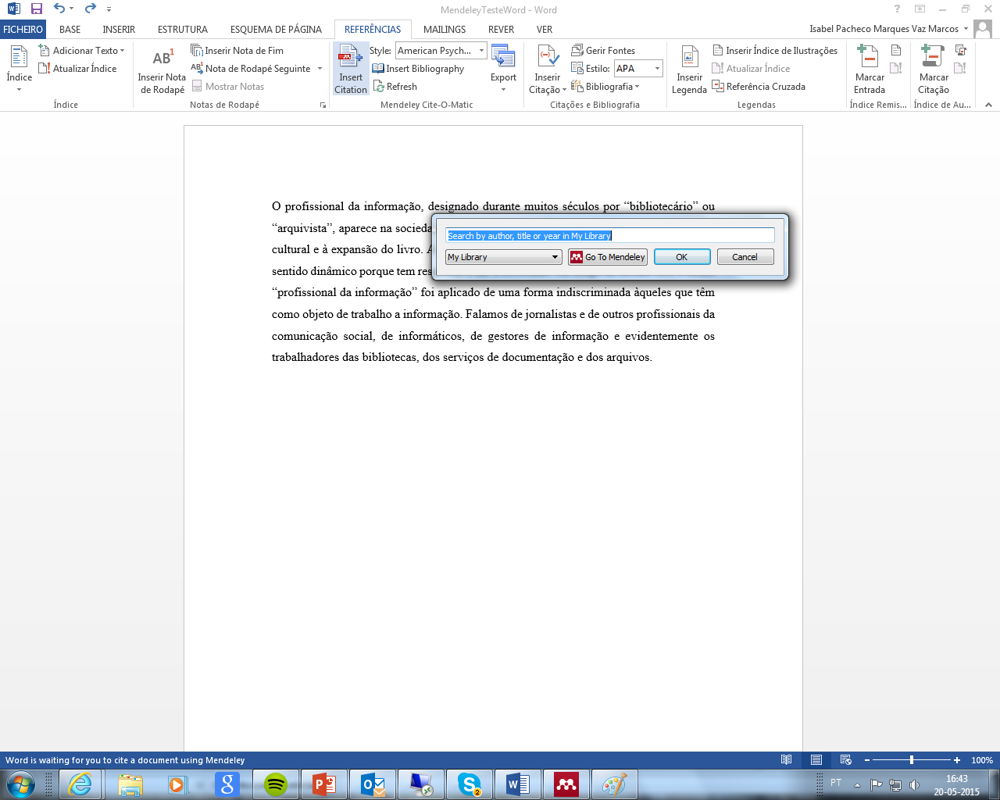 MendeleyTesteWord - Word
FICHEIRO BASE INSERIR ESTRUTURA ESQUEMA DE PÁGINA REFERÊNCIAS MAILINGS REVER VER Isabel Pacheco Marques Vaz Marcos
Índice
Adicionar Texto
Atualizar Índice
Índice
AB1
Inserir Nota
de Rodapé
Inserir Nota de Fim
Nota de Rodapé Seguinte
Mostrar Notas
Notas de Rodapé
Insert
Citation
Style: American Psych...
Insert Bibliography
Refresh
Export
Mendeley Cite-O-Matic
Inserir
Citação
Gerir Fontes
Estilo: APA
Bibliografia
Citações e Bibliografia
Inserir
Legenda
Inserir Índice de Ilustrações
Atualizar Índice
Referência Cruzada
Legendas
Marcar
Entrada
Índice Remis...
Marcar
Citação
Índice de Au...
O profissional da informação, designado durante muitos séculos por “bibliotecário” ou
“arquivista”, aparece na socieda
cultural e à expansão do livro. A
sentido dinâmico porque tem res
“profissional da informação” foi aplicado de uma forma indiscriminada àqueles que têm
como objeto de trabalho a informação. Falamos de jornalistas e de outros profissionais da
comunicação social, de informáticos, de gestores de informação e evidentemente os
trabalhadores das bibliotecas, dos serviços de documentação e dos arquivos.
Search by author, title or year in My Library
My Library Go To Mendeley OK Cancel
Word is waiting for you to cite a document using Mendeley 100%
PT 16:43
20-05-2015